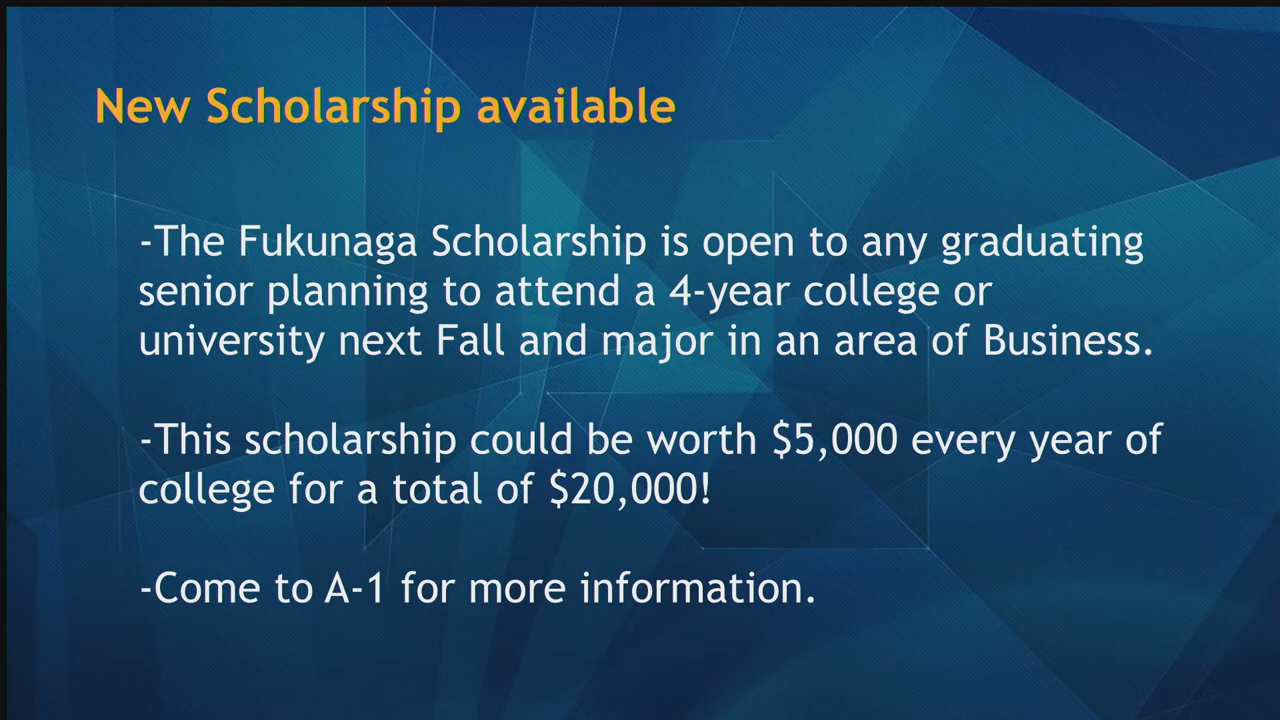 New Scholarship available
-The Fukunaga Scholarship is open to any graduating
senior planning to attend a 4-year college or
university next Fall and major in an area of Business.
-This scholarship could be worth $5,000 every year of
college for a total of $20,000!
-Come to A-1 for more information.